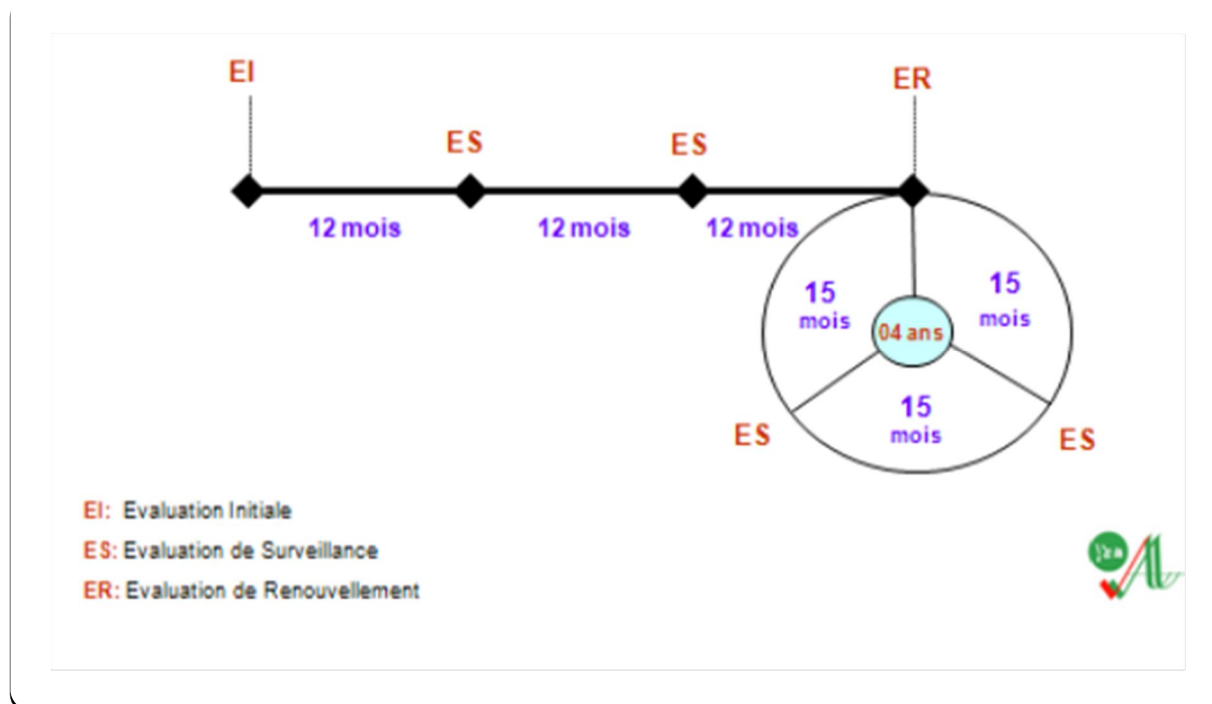 EI
ER
ES
ES
12 mois
12 mois
12 mois
15
mois
15
mois
04 ans
15
mois
ES
ES
EI: Evaluation Initiale
ES: Evaluation de Surveillance
ER: Evaluation de Renouvellement